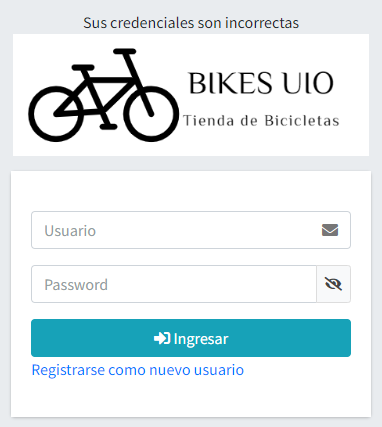 Sus credenciales son incorrectas
BIKES UIO
Tienda de Bicicletas
Usuario
Password
Ingresar
Registrarse como nuevo usuario